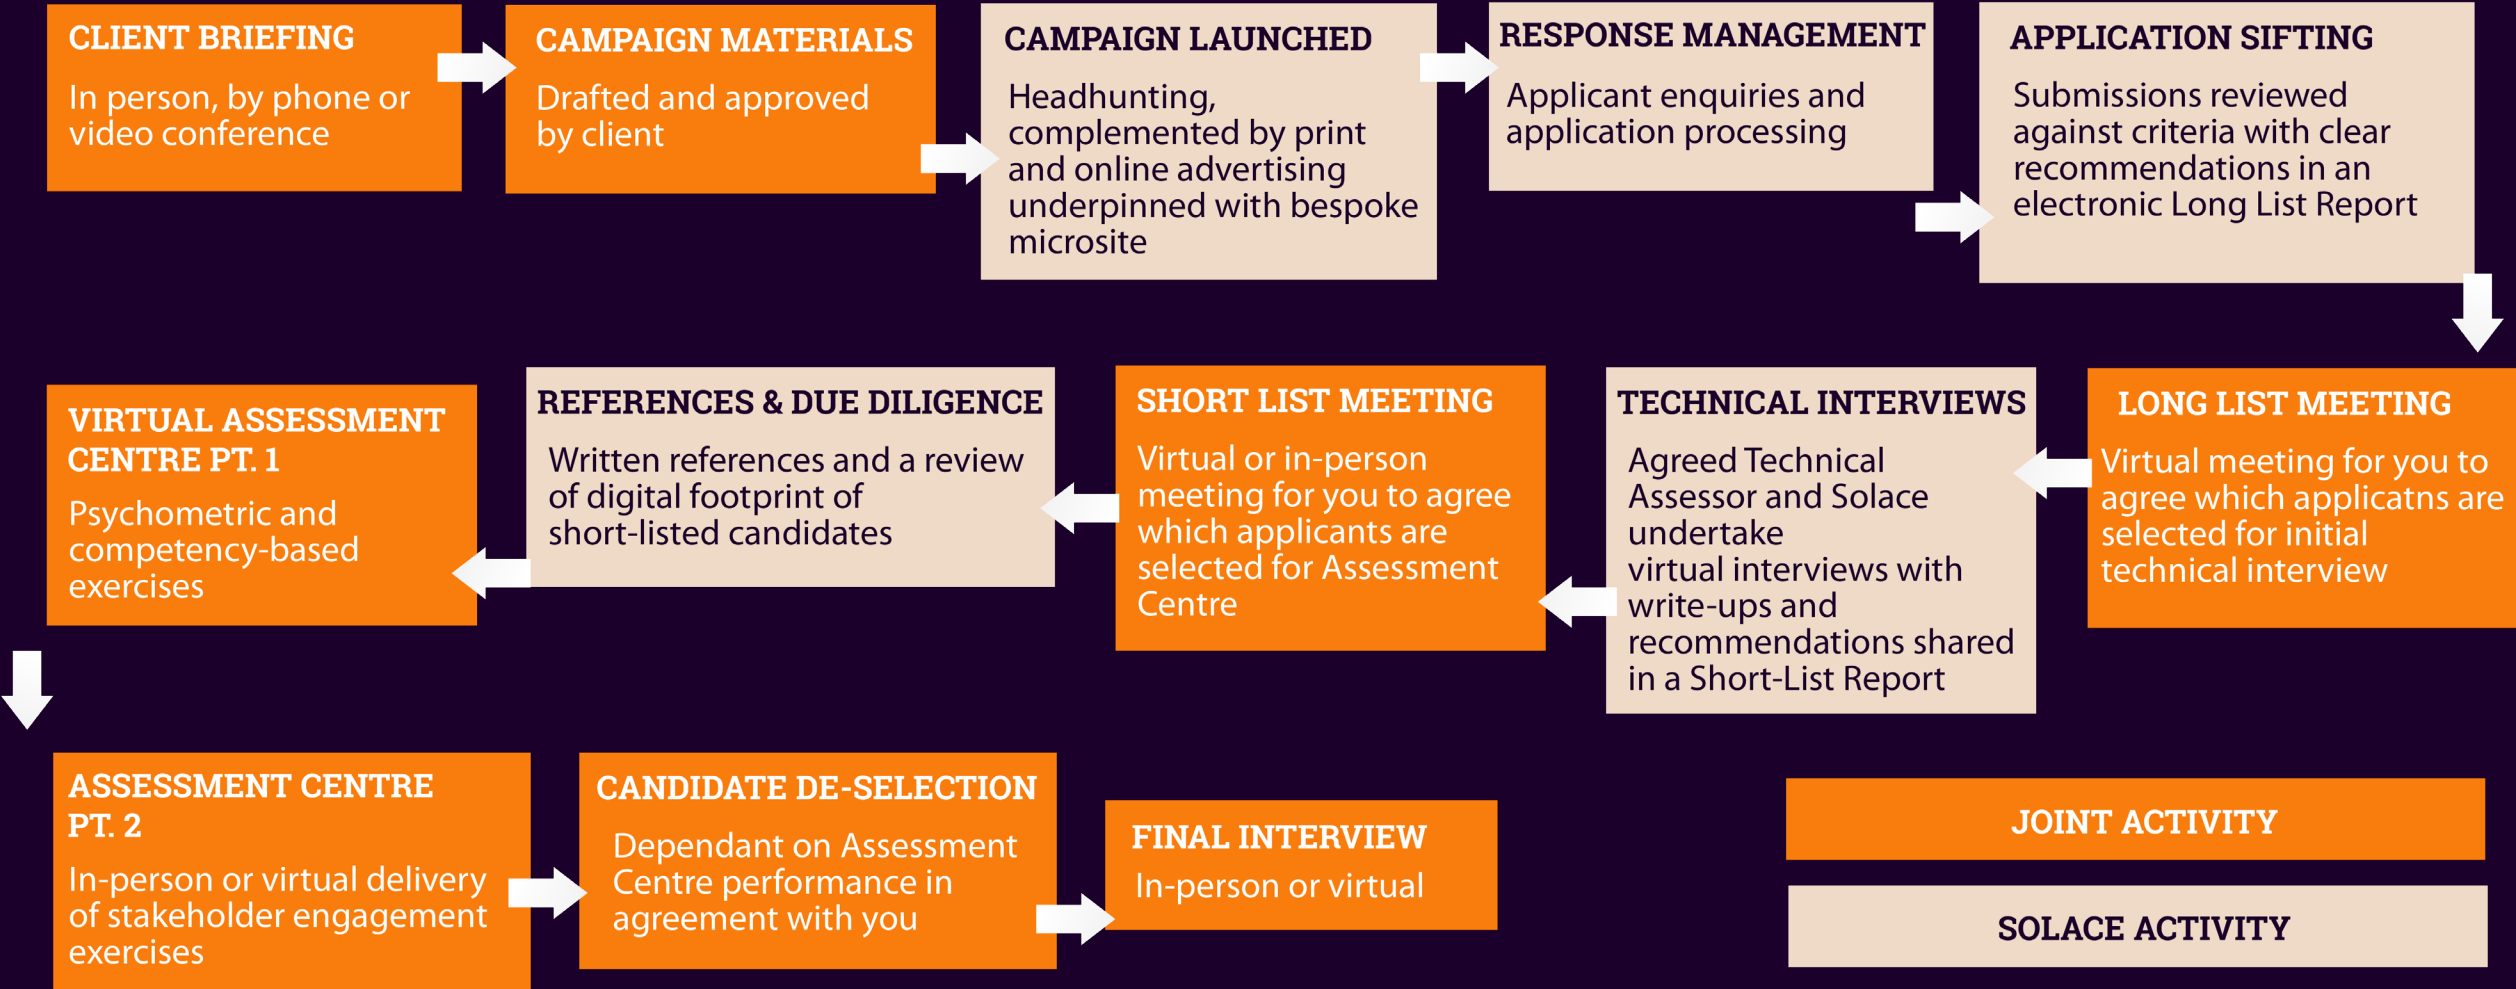 CLIENT BRIEFING
In person, by phone or
video conference
CAMPAIGN MATERIALS
Drafted and approved
by client
CAMPAIGN LAUNCHED
Headhunting,
complemented by print
and online advertising
underpinned with bespoke
microsite
RESPONSE MANAGEMENT
Applicant enquiries and
application processing
APPLICATION SIFTING
Submissions reviewed
against criteria with clear
recommendations in an
electronic Long List Report
LONG LIST MEETING
Virtual meeting for you to
agree which applicatns are
selected for initial
technical interview
TECHNICAL INTERVIEWS
Agreed Technical
Assessor and Solace
undertake
virtual interviews with
write-ups and
recommendations shared
in a Short-List Report
SHORT LIST MEETING
Virtual or in-person
meeting for you to agree
which applicants are
selected for Assessment
Centre
REFERENCES & DUE DILIGENCE
Written references and a review
of digital footprint of
short-listed candidates
VIRTUAL ASSESSMENT
CENTRE PT. 1
Psychometric and
competency-based
exercises
ASSESSMENT CENTRE
PT. 2
In-person or virtual delivery
of stakeholder engagement
exercises
CANDIDATE DE-SELECTION
Dependant on Assessment
Centre performance in
agreement with you
FINAL INTERVIEW
In-person or virtual
JOINT ACTIVITY
SOLACE ACTIVITY